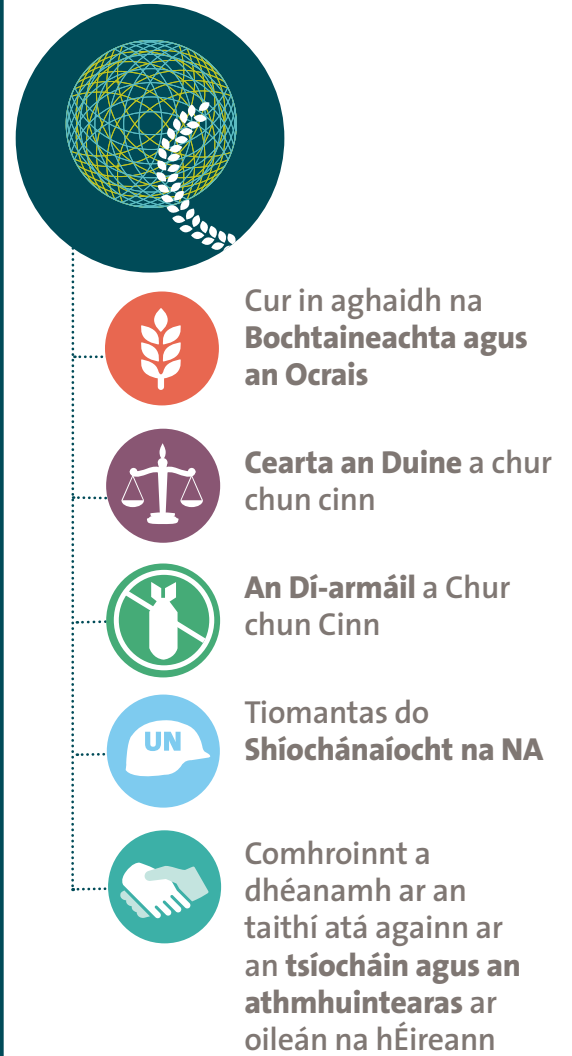 Cur in aghaidh na
Bochtaineachta agus
an Ocrais
Cearta an Duine a chur
chun cinn
An Dí-armáil a Chur
chun Cinn
UN
Tiomantas do
Shíochánaíocht na NA
Comhroinnt a
dhéanamh ar an
taithí atá againn ar
an tsíocháin agus an
athmhuintearas ar
oileán na hÉireann